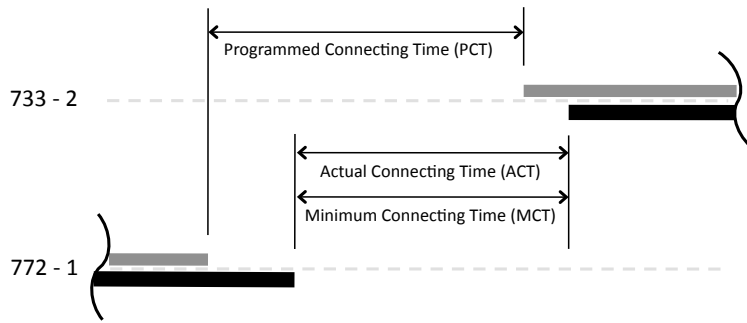 Programmed Connecting Time (PCT)
733 - 2
Actual Connecting Time (ACT)
Minimum Connecting Time (MCT)
772 - 1